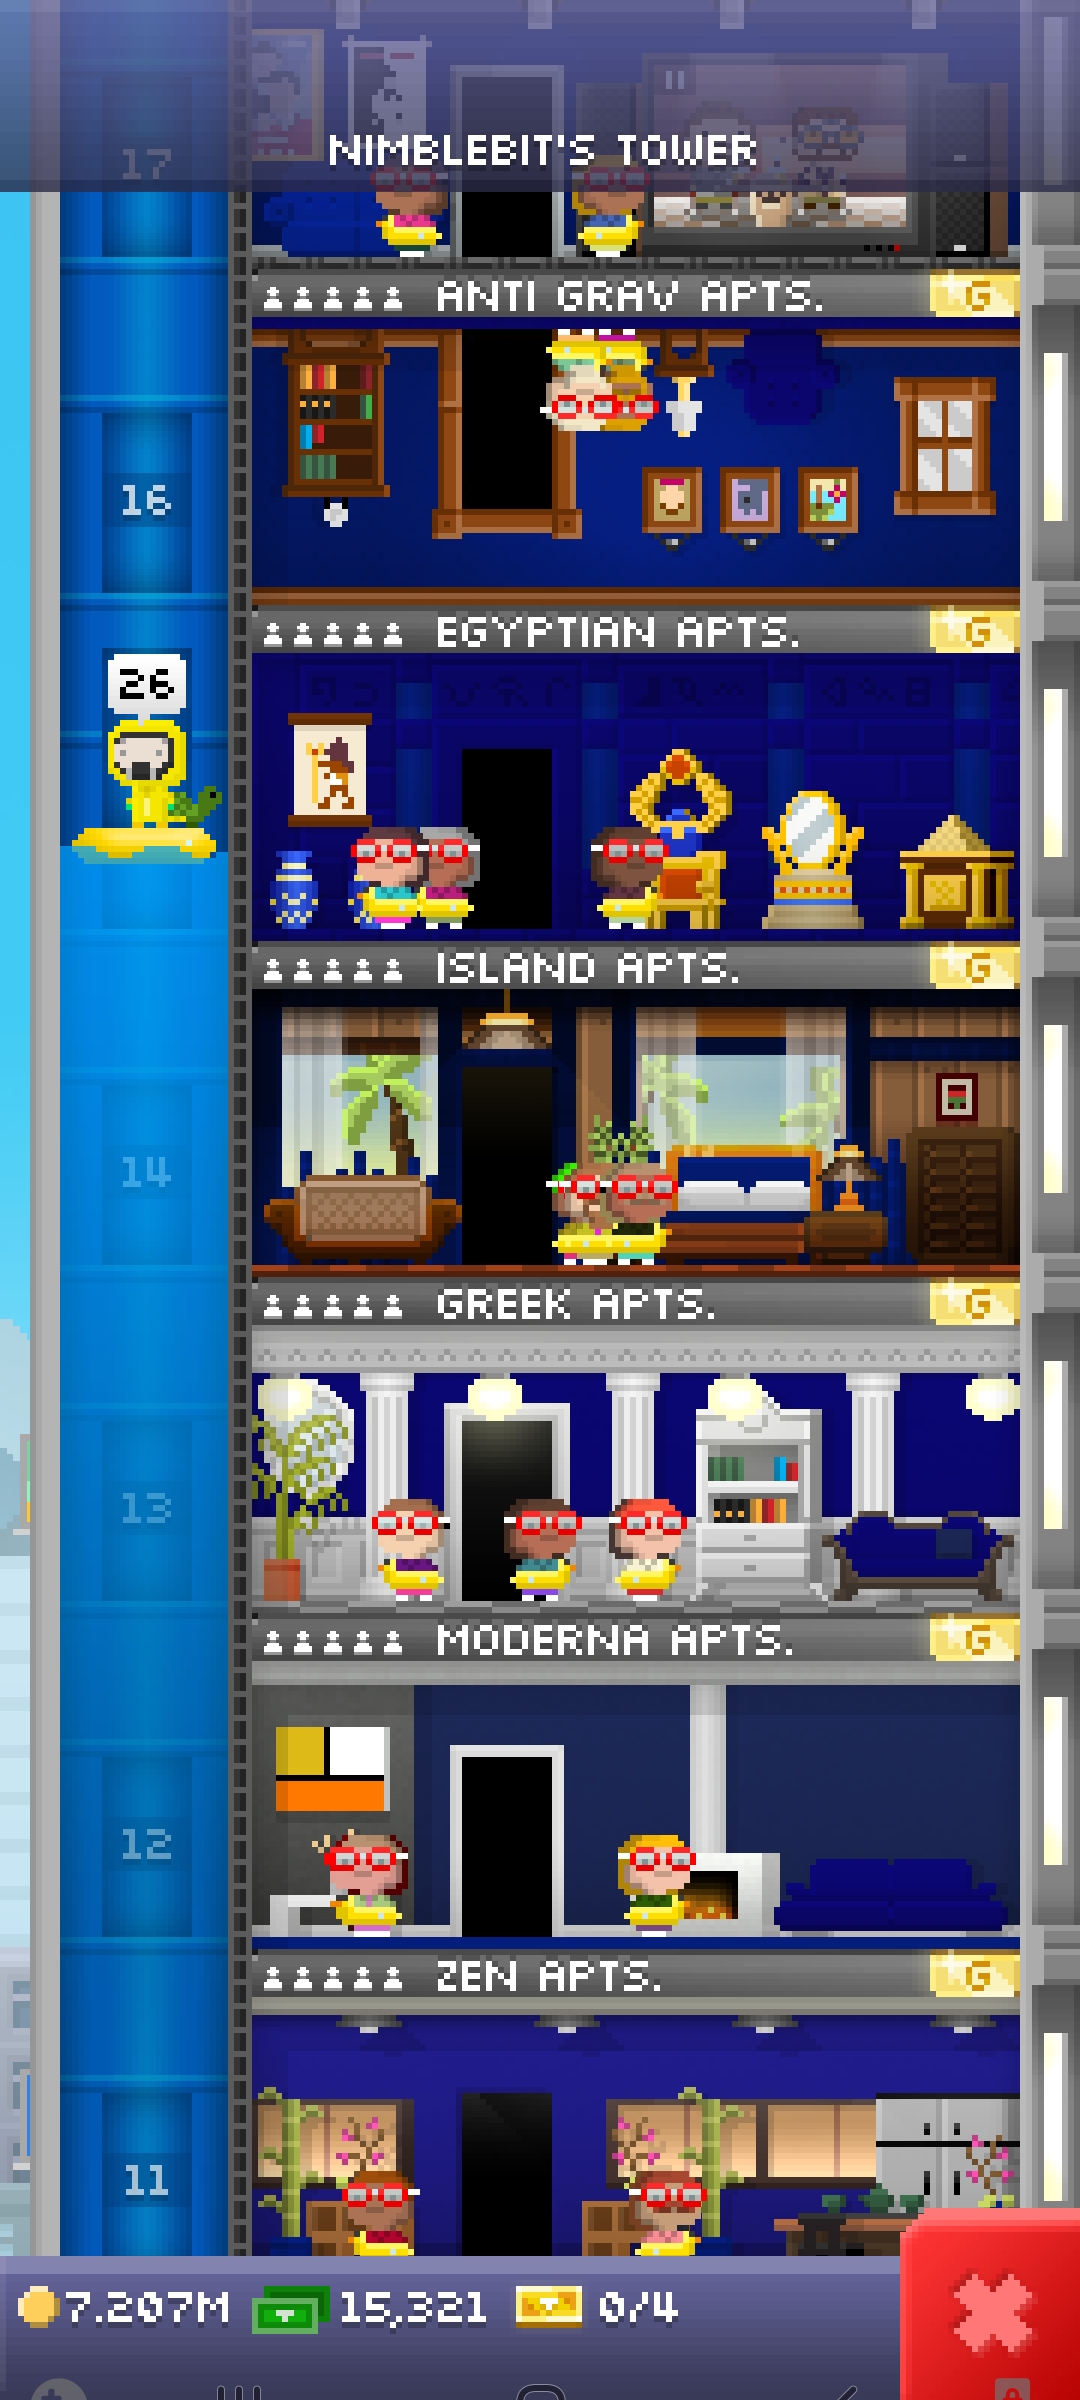 NIMBLEBIT'S TOWER
17
ANTI GRAV APTS. G
16
EGYPTIAN APTS. G
26
ISLAND APTS. G
14
GREEK APTS. G
13
MODERNA APTS. G
12
ZEN APTS. G
11
7.207M 15,321 0/4